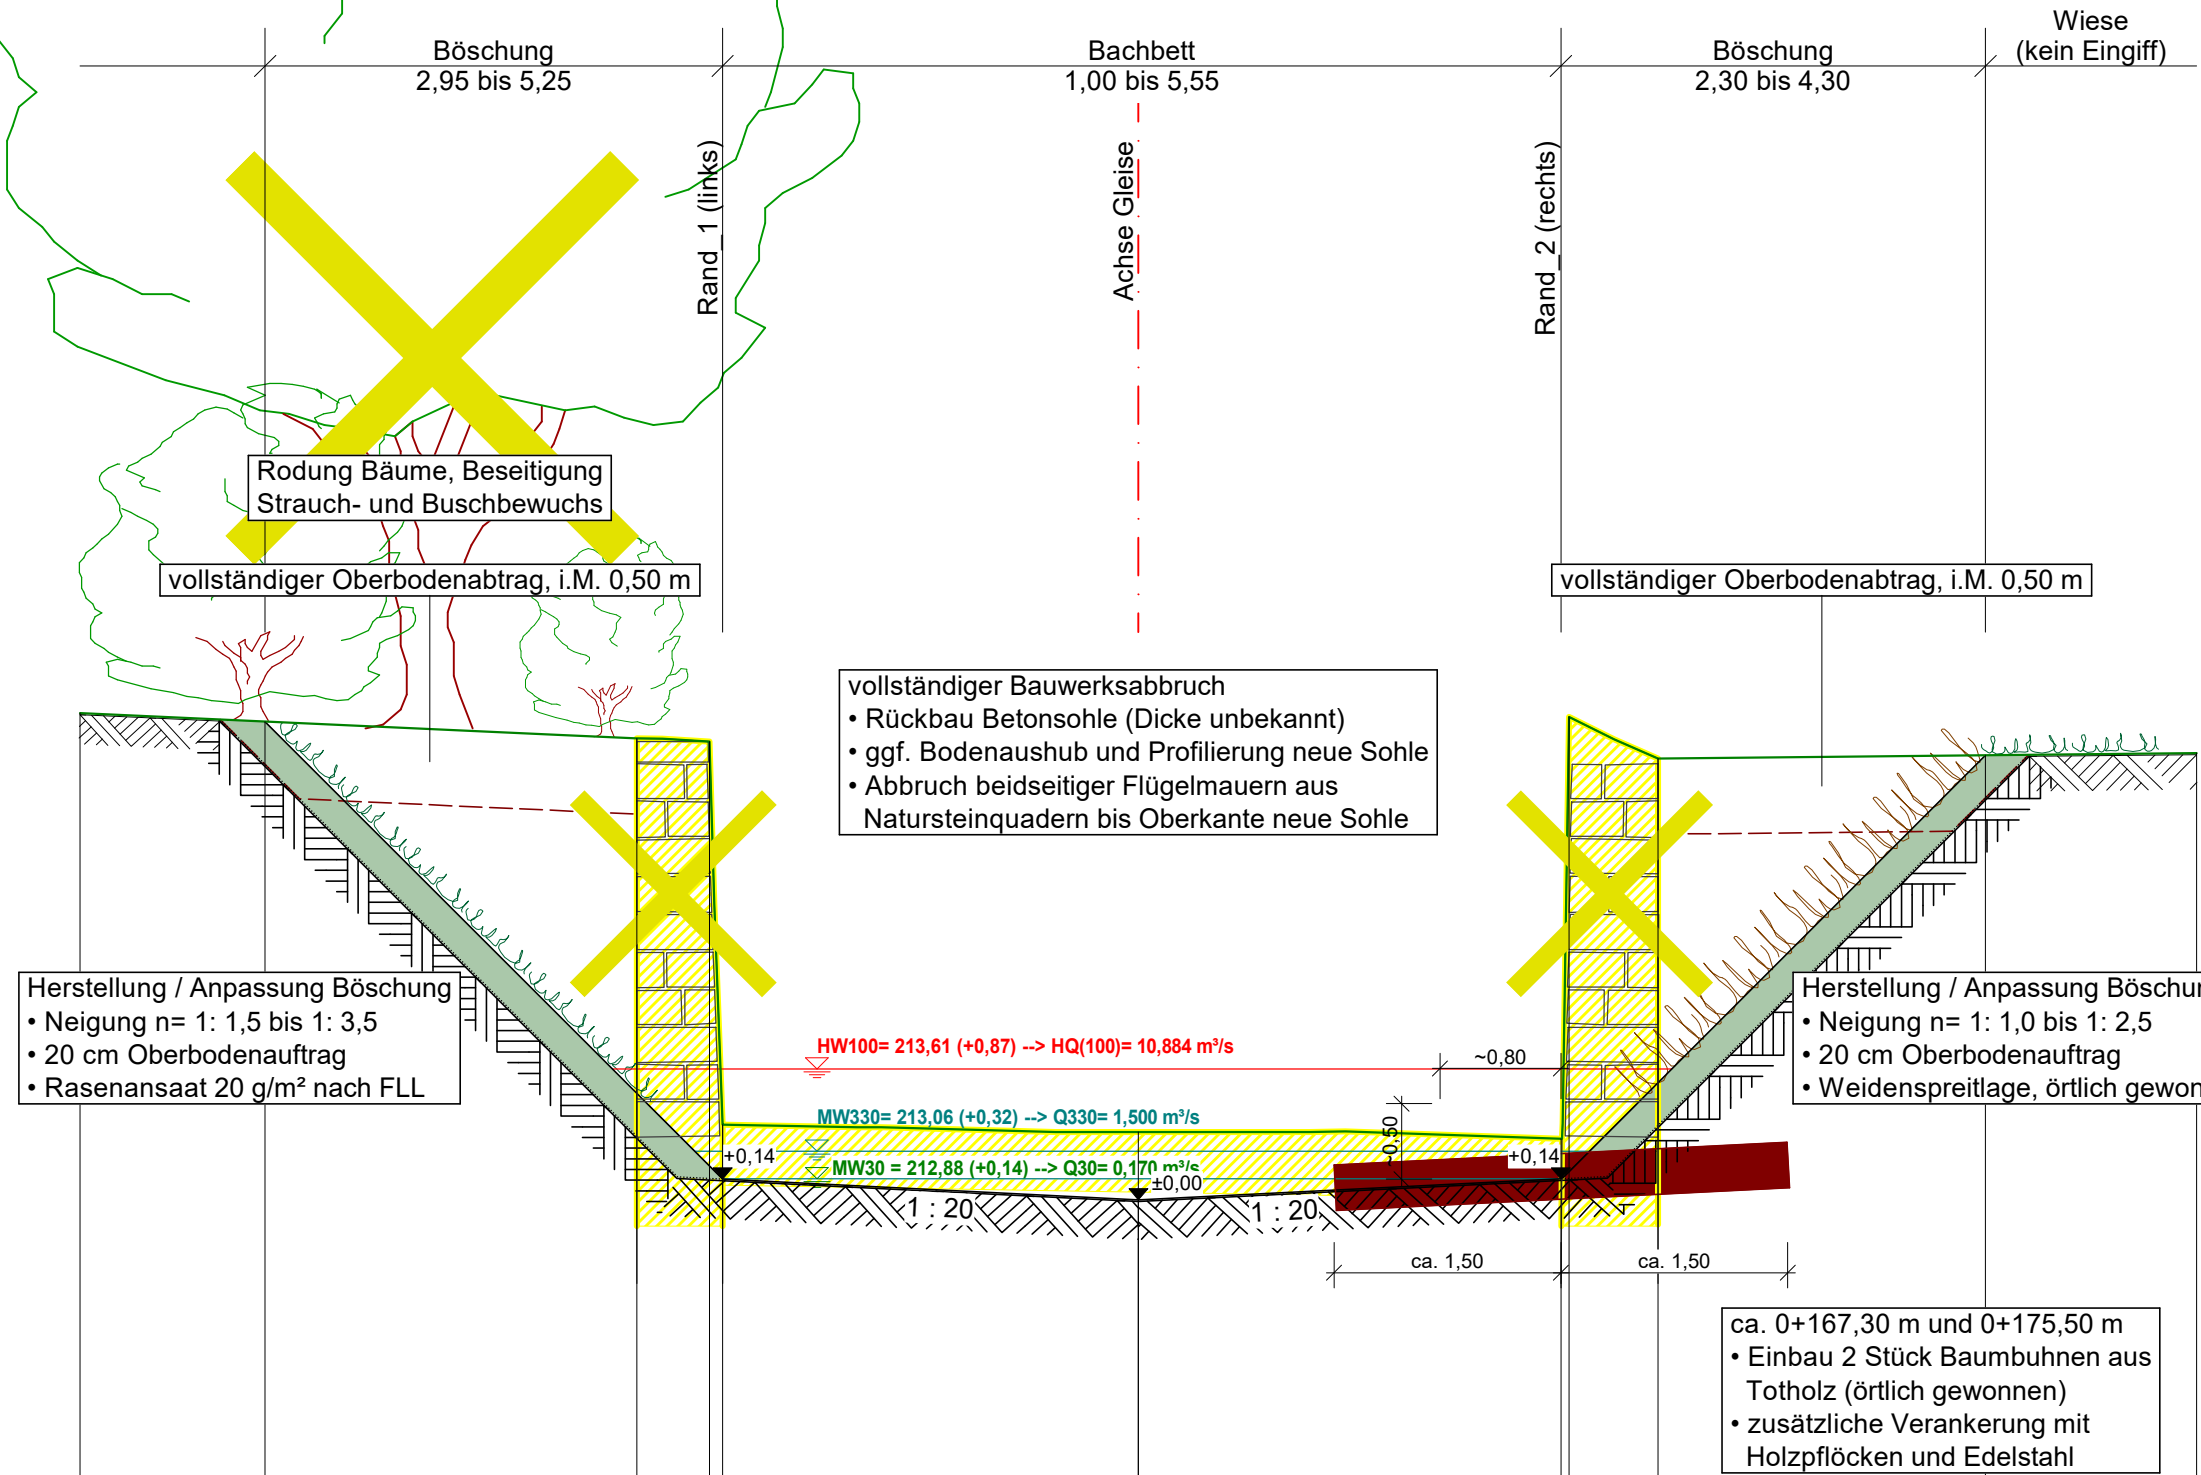 Böschung
2,95 bis 5,25
Bachbett
1,00 bis 5,55
Böschung
2,30 bis 4,30
Wiese
(kein Eingiff)
Rand_1 (links)
Achse Gleise
Rand_2 (rechts)
Rodung Bäume, Beseitigung
Strauch- und Buschbewuchs
vollständiger Oberbodenabtrag, i.M. 0,50 m
vollständiger Oberbodenabtrag, i.M. 0,50 m
vollständiger Bauwerksabbruch
• Rückbau Betonsohle (Dicke unbekannt)
• ggf. Bodenaushub und Profilierung neue Sohle
• Abbruch beidseitiger Flügelmauern aus
Natursteinquadern bis Oberkante neue Sohle
Herstellung / Anpassung Böschung
• Neigung n= 1: 1,5 bis 1: 3,5
• 20 cm Oberbodenauftrag
• Rasenansaat 20 g/m² nach FLL
Herstellung / Anpassung Böschu
• Neigung n= 1: 1,0 bis 1: 2,5
• 20 cm Oberbodenauftrag
• Weidenspreitlage, örtlich gewon
HW100= 213,61 (+0,87) --> HQ(100)= 10,884 m³/s
~0,80
MW330= 213,06 (+0,32) --> Q330= 1,500 m³/s
~0,50
+0,14
MW30 = 212,88 (+0,14) --> Q30= 0,170 m³/s
+0,14
±0,00
1 : 20
1 : 20
ca. 1,50
ca. 1,50
ca. 0+167,30 m und 0+175,50 m
• Einbau 2 Stück Baumbuhnen aus
Totholz (örtlich gewonnen)
• zusätzliche Verankerung mit
Holzpflöcken und Edelstahl